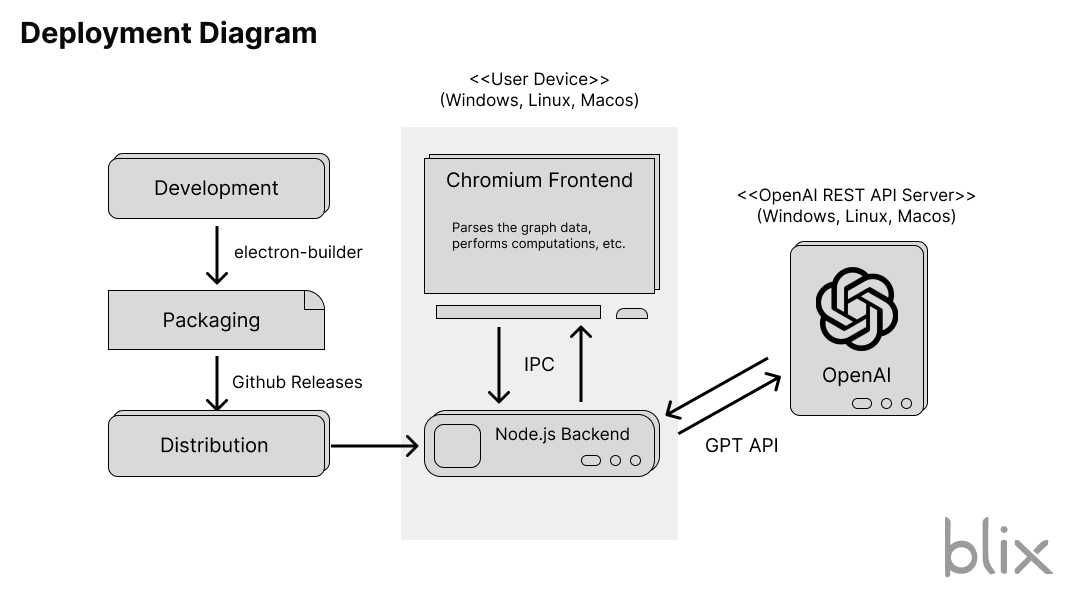 Deployment Diagram
<<User Device>>
(Windows, Linux, Macos)
Development
electron-builder
Packaging
Github Releases
Distribution
Chromium Frontend
Parses the graph data,
performs computations, etc.
IPC
Node.js Backend
GPT API
<<OpenAI REST API Server>>
(Windows, Linux, Macos)
OpenAI
blix